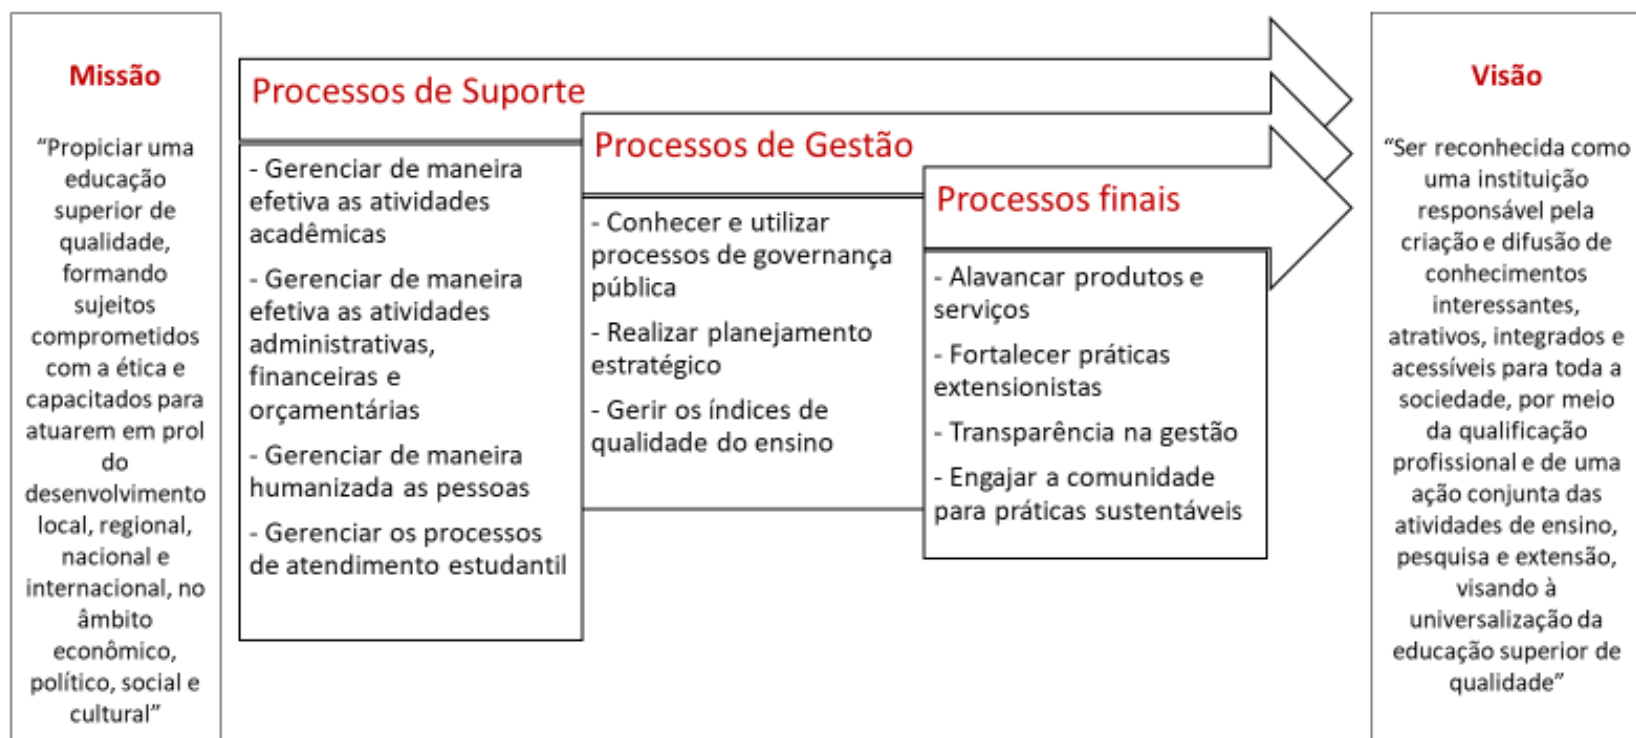 Missão
“Propiciar uma
educação
superior de
qualidade,
formando
sujeitos
comprometidos
com a ética e
capacitados para
atuarem em prol
do
desenvolvimento
local, regional,
nacional e
internacional, no
âmbito
econômico,
político, social e
cultural”
Processos de Suporte
- Gerenciar de maneira
efetiva as atividades
acadêmicas
- Gerenciar de maneira
efetiva as atividades
administrativas,
financeiras e
orçamentárias
- Gerenciar de maneira
humanizada as pessoas
- Gerenciar os processos
de atendimento estudantil
Processos de Gestão
- Conhecer e utilizar
processos de governança
pública
- Realizar planejamento
estratégico
- Gerir os índices de
qualidade do ensino
Processos finais
- Alavancar produtos e
serviços
- Fortalecer práticas
extensionistas
- Transparência na gestão
- Engajar a comunidade
para práticas sustentáveis
Visão
“Ser reconhecida como
uma instituição
responsável pela
criação e difusão de
conhecimentos
interessantes,
atrativos, integrados e
acessíveis para toda a
sociedade, por meio
da qualificação
profissional e de uma
ação conjunta das
atividades de ensino,
pesquisa e extensão,
visando à
universalização da
educação superior de
qualidade”